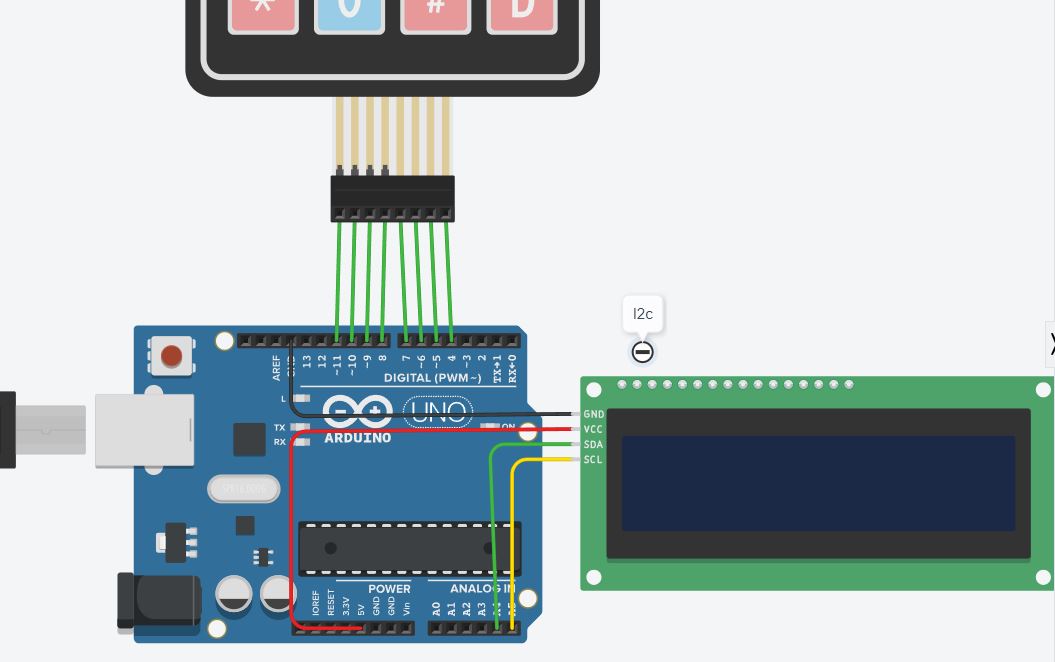 * 0 # D
I2c
AREF
GND
13
12
~11
~10
~9
8
7
~6
~5
4
~3
2
TX→1
RX←0
DIGITAL (PWM~)
L
TX
RX
UNO
ON
ARDUINO
GND
VCC
SDA
SCL
POWER
ANALOG IN
IOREF
RESET
3.3V
5V
GND
GND
Vin
A0
A1
A2
A3
A4
A5